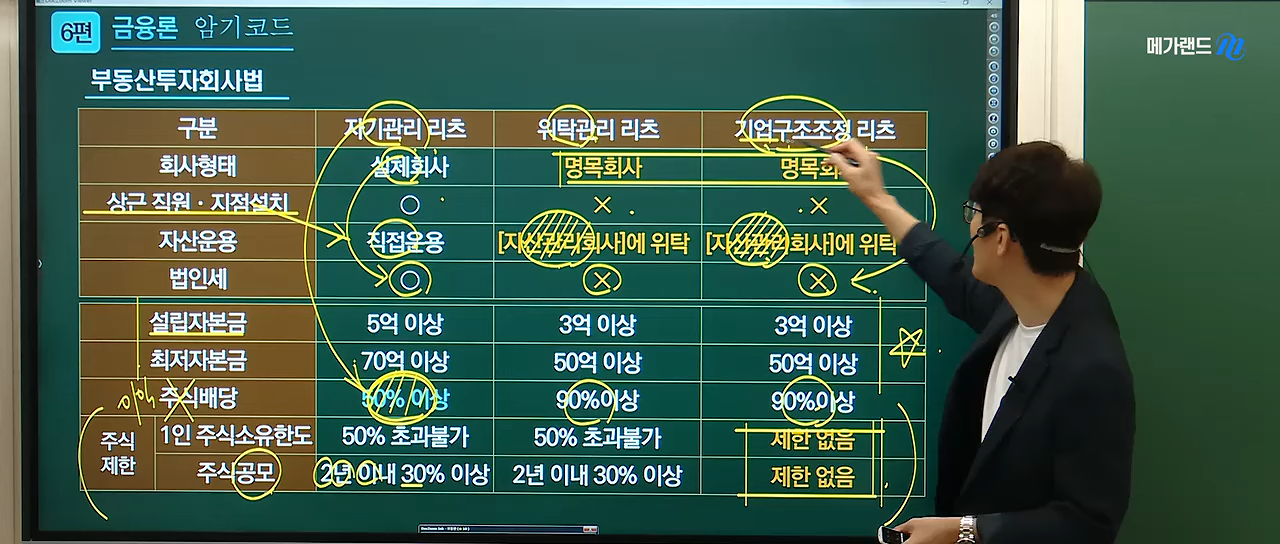 6편 금융론 암기코드
메가랜드
부동산투자회사법
구분 자기관리 리츠 위탁관리 리츠 기업구조조정 리츠
회사형태 실체회사 명목회사 명목회
상근 직원 · 지점설치 ○ × ×
자산운용 직접운용 [자산관리회사]에 위탁 [자산관리회사]에 위탁
법인세 ○ × ×
설립자본금 5억 이상 3억 이상 3억 이상
최저자본금 70억 이상 50억 이상 50억 이상
주식배당 50% 이상 90%이상 90%이상
주식 제한 1인 주식소유한도 50% 초과불가 50% 초과불가 제한 없음
주식공모 2년 이내 30% 이상 2년 이내 30% 이상 제한 없음